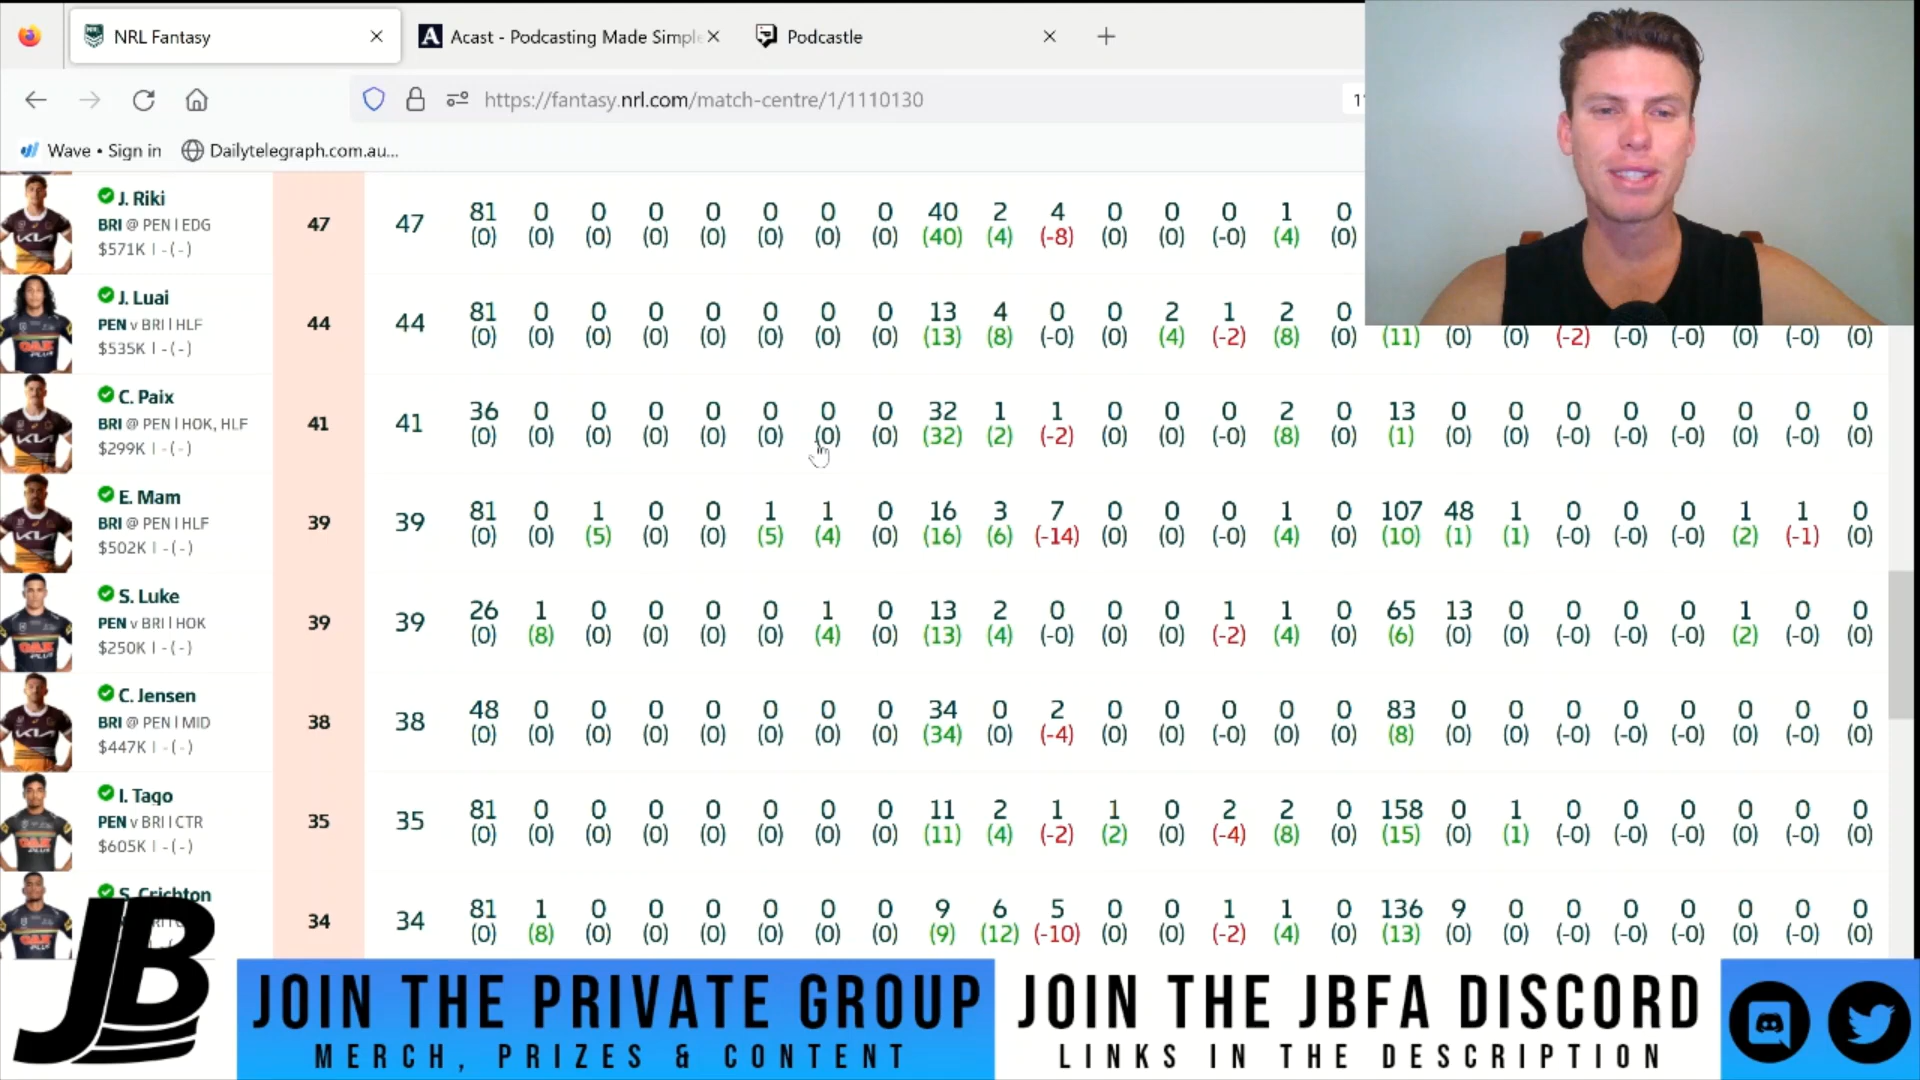 NRL Fantasy
Acast - Podcasting Made Simple
Podcastle
https://fantasy.nrl.com/match-centre/1/1110130
Wave • Sign in
Dailytelegraph.com.au...
J. Riki
BRI @ PEN | EDG
$571K | - (-)
47 47 81 0 0 0 0 0 0 0 40 2 4 0 0 0 1 0
(0) (0) (0) (0) (0) (0) (0) (0) (40) (4) (-8) (0) (0) (-0) (4) (0)
J. Luai
PEN v BRI | HLF
$535K | - (-)
44 44 81 0 0 0 0 0 0 0 13 4 0 0 2 1 2 0
(0) (0) (0) (0) (0) (0) (0) (0) (13) (8) (-0) (0) (4) (-2) (8) (0) (11) (0) (0) (-2) (-0) (-0) (0) (-0) (0)
C. Paix
BRI @ PEN | HOK, HLF
$299K | - (-)
41 41 36 0 0 0 0 0 0 0 32 1 1 0 0 0 2 0 13 0 0 0 0 0 0 0 0
(0) (0) (0) (0) (0) (0) (0) (0) (32) (2) (-2) (0) (0) (-0) (8) (0) (1) (0) (0) (-0) (-0) (-0) (0) (-0) (0)
E. Mam
BRI @ PEN | HLF
$502K | - (-)
39 39 81 0 1 0 0 1 1 0 16 3 7 0 0 0 1 0 107 48 1 0 0 0 1 1 0
(0) (0) (5) (0) (0) (5) (4) (0) (16) (6) (-14) (0) (0) (-0) (4) (0) (10) (1) (1) (-0) (-0) (-0) (2) (-1) (0)
S. Luke
PEN v BRI | HOK
$250K | - (-)
39 39 26 1 0 0 0 0 1 0 13 2 0 0 0 1 1 0 65 13 0 0 0 0 1 0 0
(0) (8) (0) (0) (0) (0) (4) (0) (13) (4) (-0) (0) (0) (-2) (4) (0) (6) (0) (0) (-0) (-0) (-0) (2) (-0) (0)
C. Jensen
BRI @ PEN | MID
$447K | - (-)
38 38 48 0 0 0 0 0 0 0 34 0 2 0 0 0 0 0 83 0 0 0 0 0 0 0 0
(0) (0) (0) (0) (0) (0) (0) (0) (34) (0) (-4) (0) (0) (-0) (0) (0) (8) (0) (0) (-0) (-0) (-0) (0) (-0) (0)
I. Tago
PEN v BRI | CTR
$605K | - (-)
35 35 81 0 0 0 0 0 0 0 11 2 1 1 0 2 2 0 158 0 1 0 0 0 0 0 0
(0) (0) (0) (0) (0) (0) (0) (0) (11) (4) (-2) (2) (0) (-4) (8) (0) (15) (0) (1) (-0) (-0) (-0) (0) (-0) (0)
S. Crichton
34 34 81 1 0 0 0 0 0 0 9 6 5 0 0 1 1 0 136 9 0 0 0 0 0 0 0
(0) (8) (0) (0) (0) (0) (0) (0) (9) (12) (-10) (0) (0) (-2) (4) (0) (13) (0) (0) (-0) (-0) (-0) (0) (-0) (0)
JB
JOIN THE PRIVATE GROUP
MERCH, PRIZES & CONTENT
JOIN THE JBFA DISCORD
LINKS IN THE DESCRIPTION